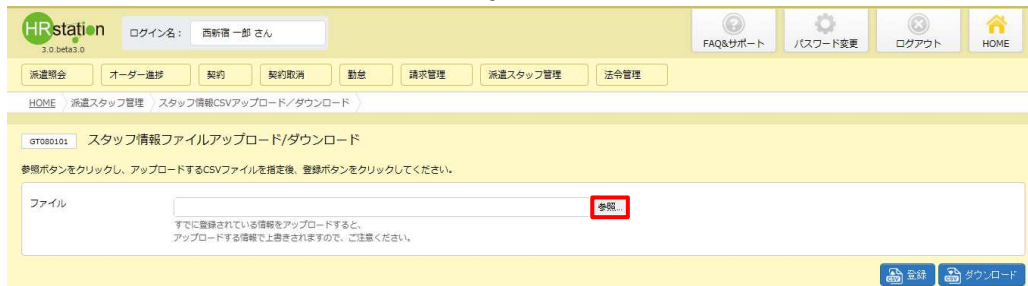 HRstation
3.0.beta3.0
ログイン名： 西新宿 一郎 さん
FAQ&サポート パスワード変更 ログアウト HOME
派遣照会 オーダー進捗 契約 契約取消 勤怠 請求管理 派遣スタッフ管理 法令管理
HOME 派遣スタッフ管理 スタッフ情報CSVアップロード／ダウンロード
GT080101 スタッフ情報ファイルアップロード/ダウンロード
参照ボタンをクリックし、アップロードするCSVファイルを指定後、登録ボタンをクリックしてください。
ファイル 参照...
すでに登録されている情報をアップロードすると、
アップロードする情報で上書きされますので、ご注意ください。
CSV 登録 CSV ダウンロード